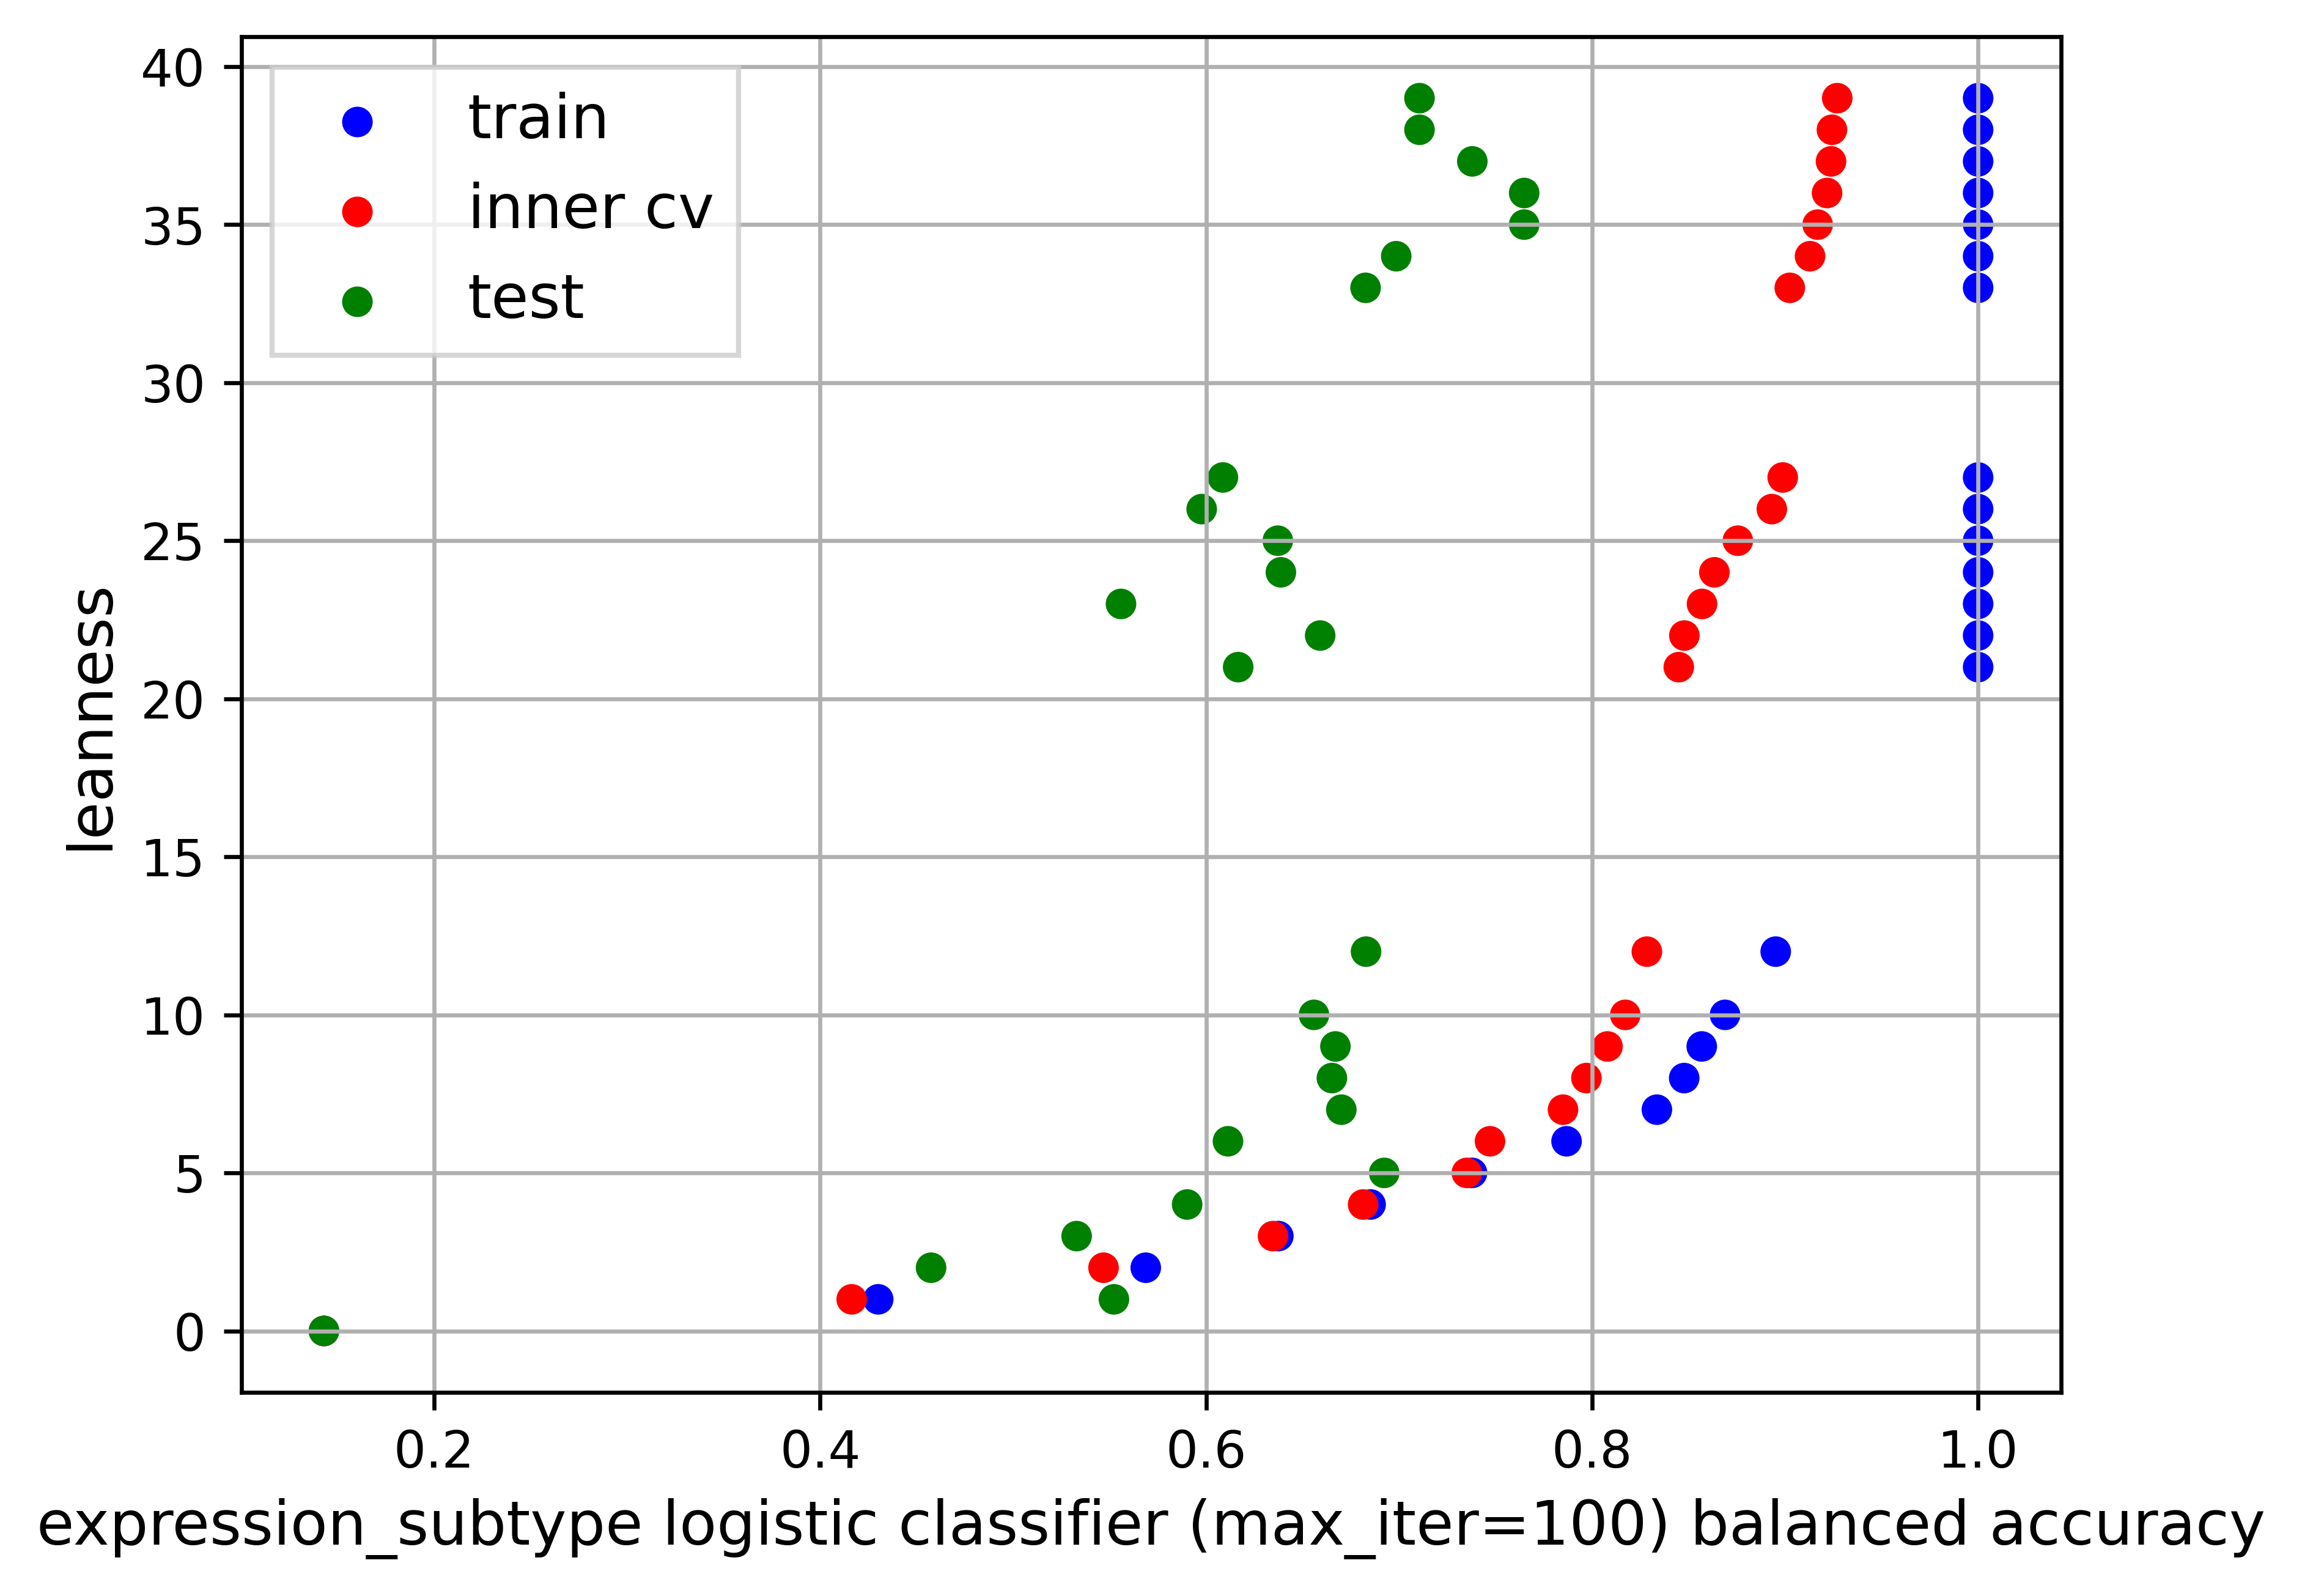 40
35
30
25
20
15
10
5
0
leanness
train
inner cv
test
0.2 0.4 0.6 0.8 1.0
expression_subtype logistic classifier (max_iter=100) balanced accuracy